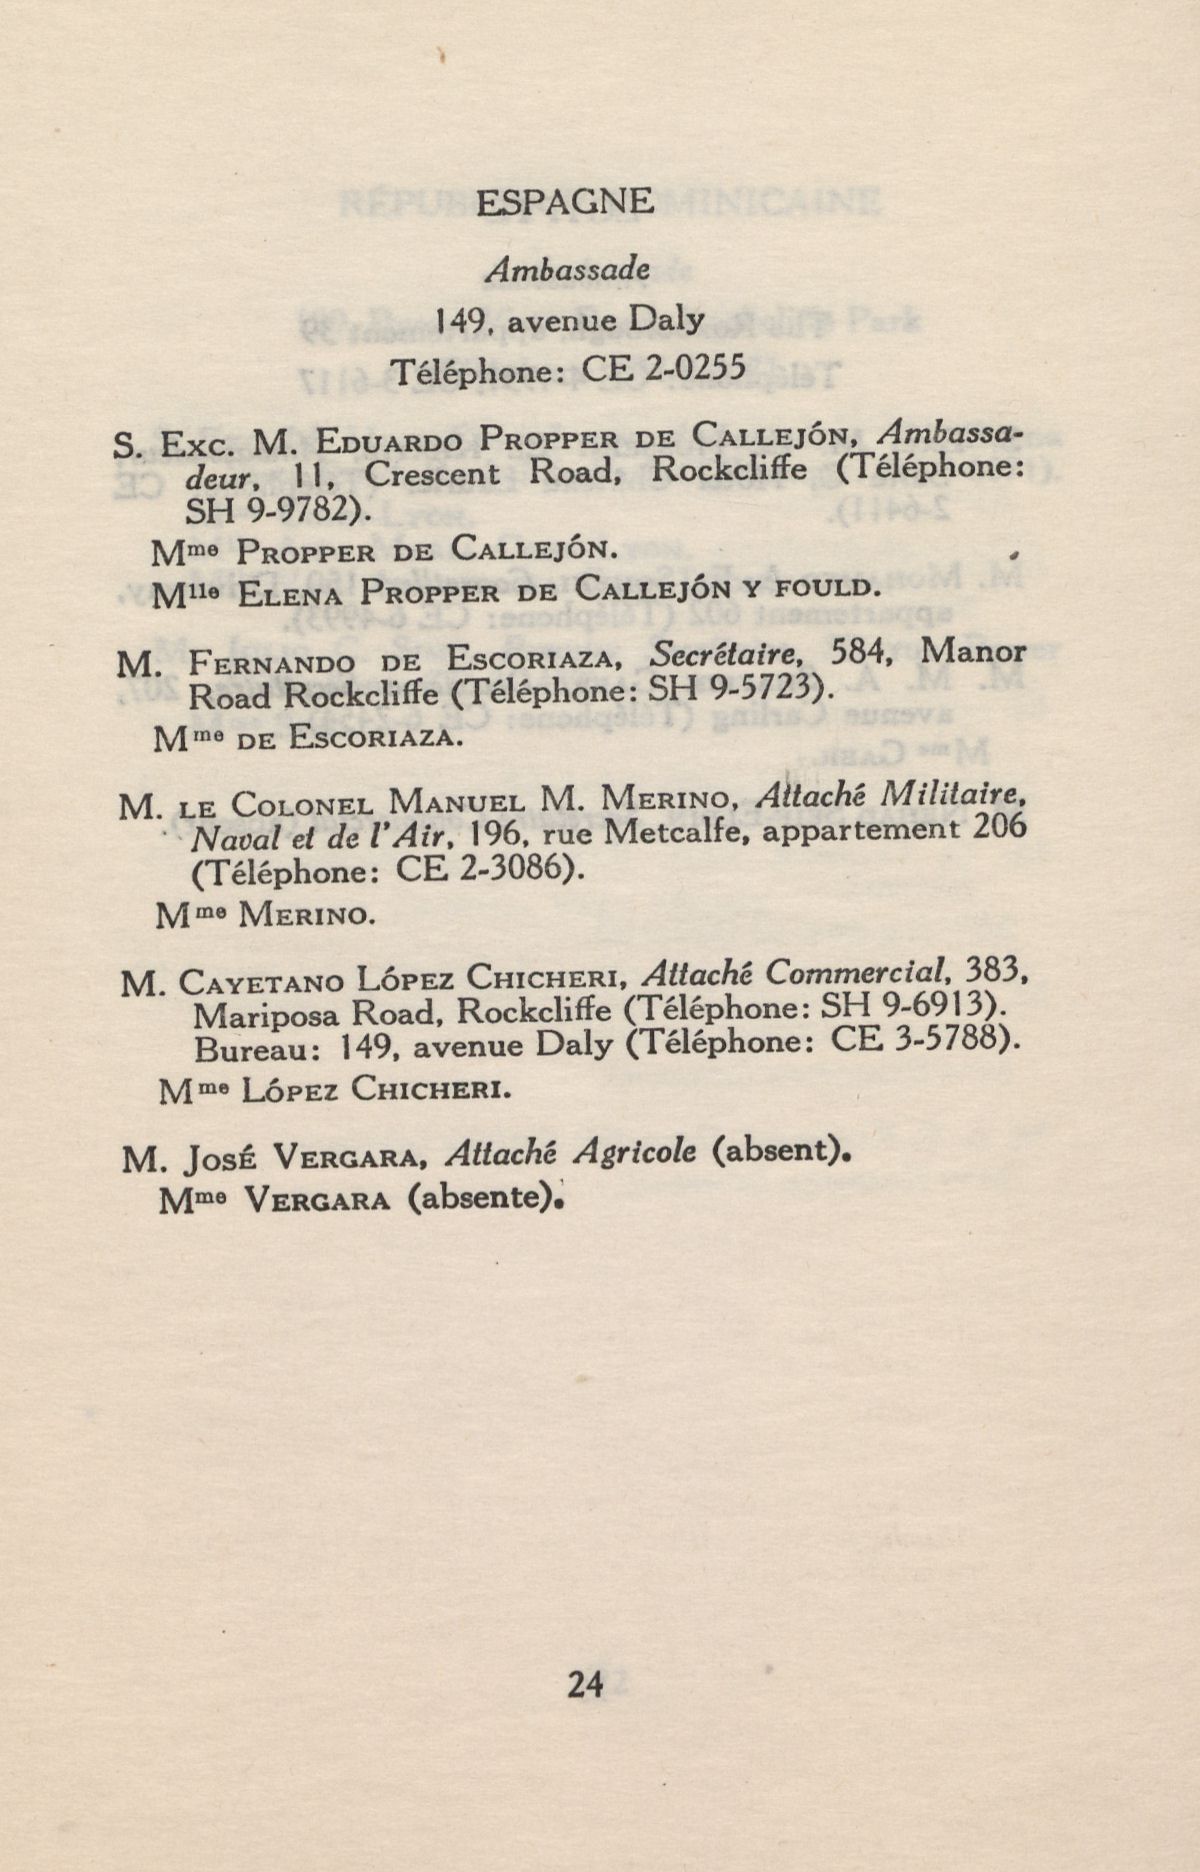 ESPAGNE
Ambassade
149, avenue Daly
Téléphone: CE 2-0255
S. Exc. M. Eduardo Propper de Callejón, Ambassa-
deur, 11, Crescent Road, Rockcliffe (Téléphone:
SH 9-9782).
Mme Propper de Callejón.
Mlle Elena Propper de Callejón y fould.
M. Fernando de Escoriaza, Secrétaire, 584, Manor
Road Rockcliffe (Téléphone: SH 9-5723).
Mme de Escoriaza.
M. le Colonel Manuel M. Merino, Attaché Militaire,
Naval et de l'Air, 196, rue Metcalfe, appartement 206
(Téléphone: CE 2-3086).
Mme Merino.
M. Cayetano López Chicheri, Attaché Commercial, 383,
Mariposa Road, Rockcliffe (Téléphone: SH 9-6913).
Bureau: 149, avenue Daly (Téléphone: CE 3-5788).
Mme López Chicheri.
M. José Vergara, Attaché Agricole (absent).
Mme Vergara (absente).
24